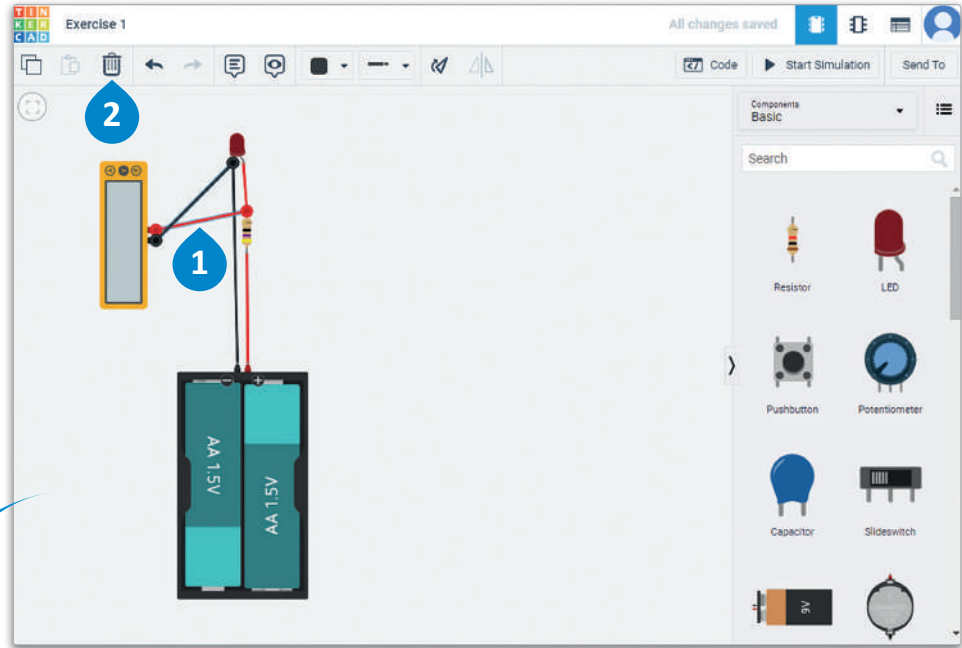 TIN
KER
CAD
Exercise 1
All changes saved
Code
Start Simulation
Send To
2
Components
Basic
Search
1
Resistor
LED
Pushbutton
Potentiometer
AA 1.5V
AA 1.5V
Capacitor
Slideswitch
9V